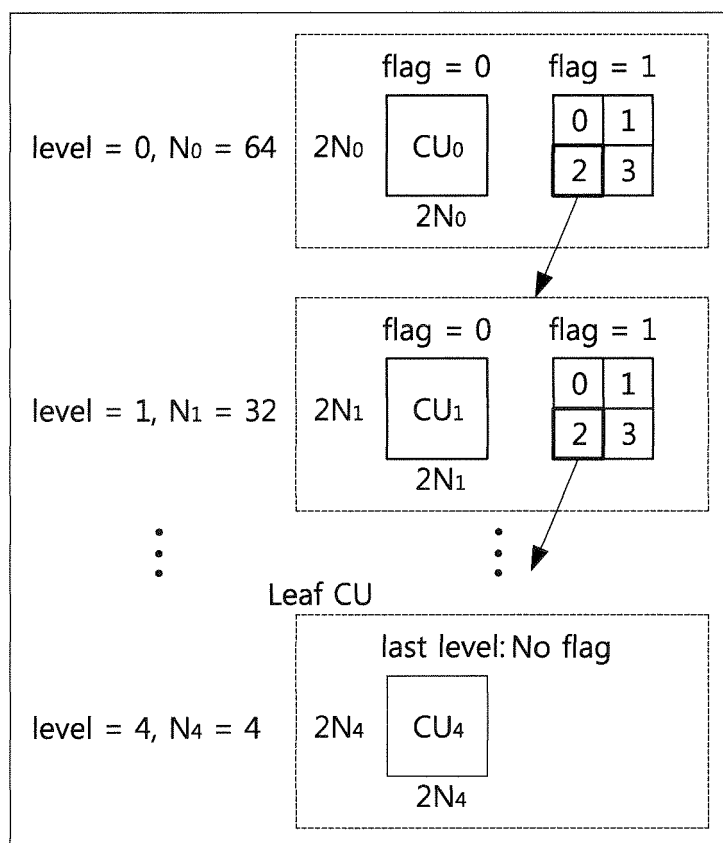 flag = 0 flag = 1
level = 0, N0 = 64 2N0 CU0 0 1
2 3
2N0
flag = 0 flag = 1
level = 1, N1 = 32 2N1 CU1 0 1
2 3
2N1
Leaf CU
last level: No flag
level = 4, N4 = 4 2N4 CU4
2N4